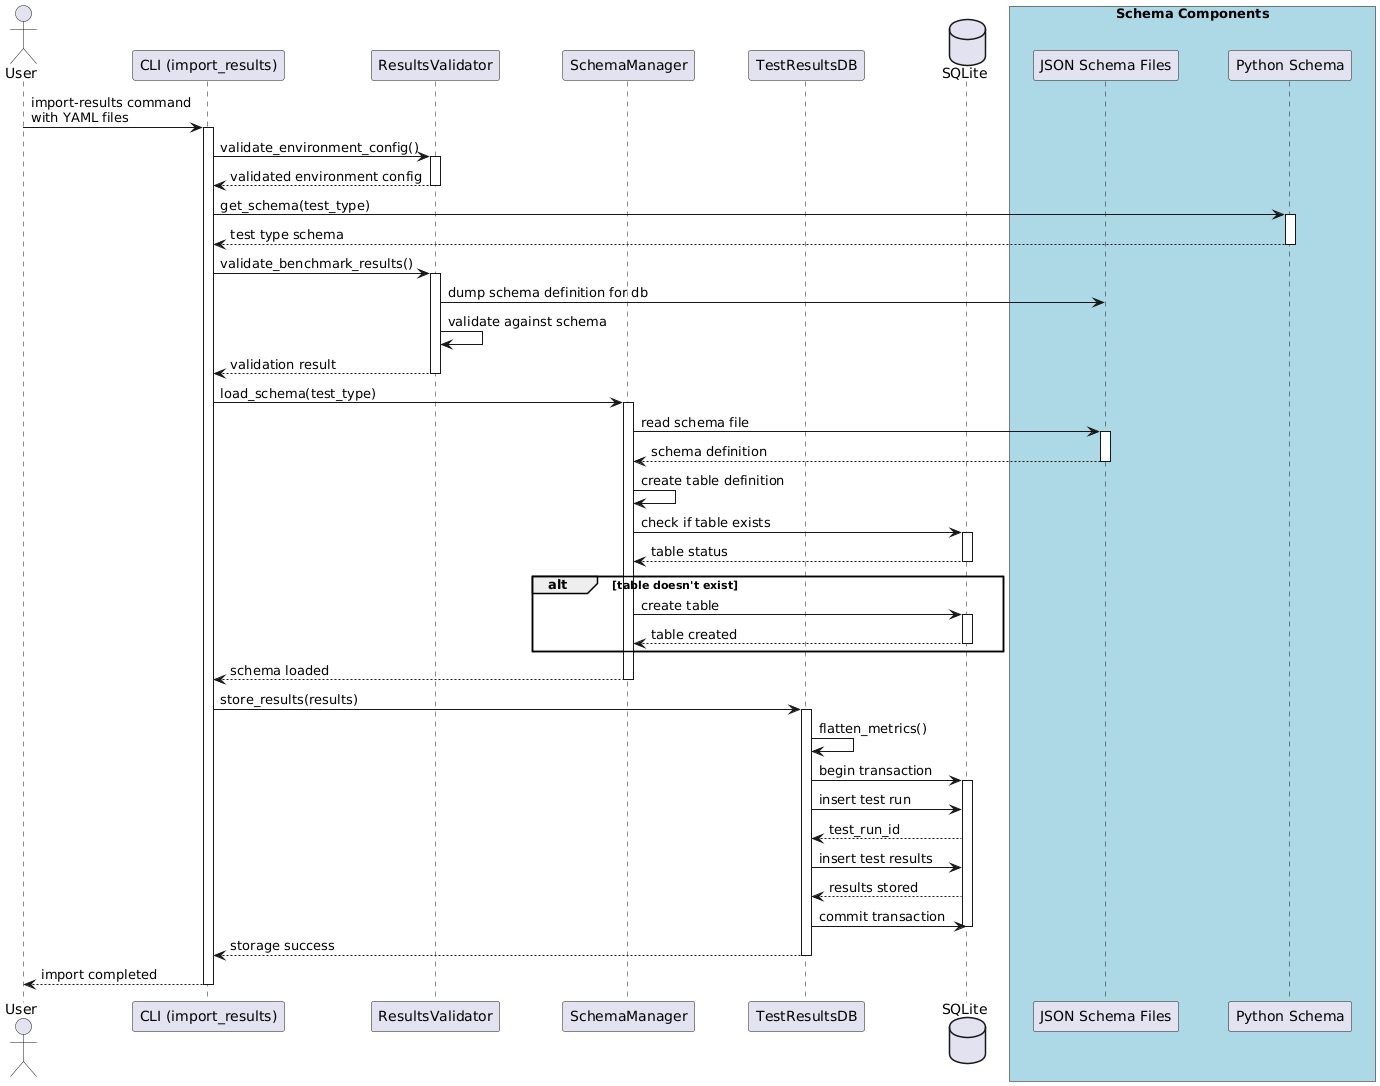 Schema Components
User
CLI (import_results)
ResultsValidator
SchemaManager
TestResultsDB
SQLite
JSON Schema Files
Python Schema
import-results command
with YAML files
validate_environment_config()
validated environment config
get_schema(test_type)
test type schema
validate_benchmark_results()
dump schema definition for db
validate against schema
validation result
load_schema(test_type)
read schema file
schema definition
create table definition
check if table exists
table status
alt [table doesn't exist]
create table
table created
schema loaded
store_results(results)
flatten_metrics()
begin transaction
insert test run
test_run_id
insert test results
results stored
commit transaction
storage success
import completed
User
CLI (import_results)
ResultsValidator
SchemaManager
TestResultsDB
SQLite
JSON Schema Files
Python Schema